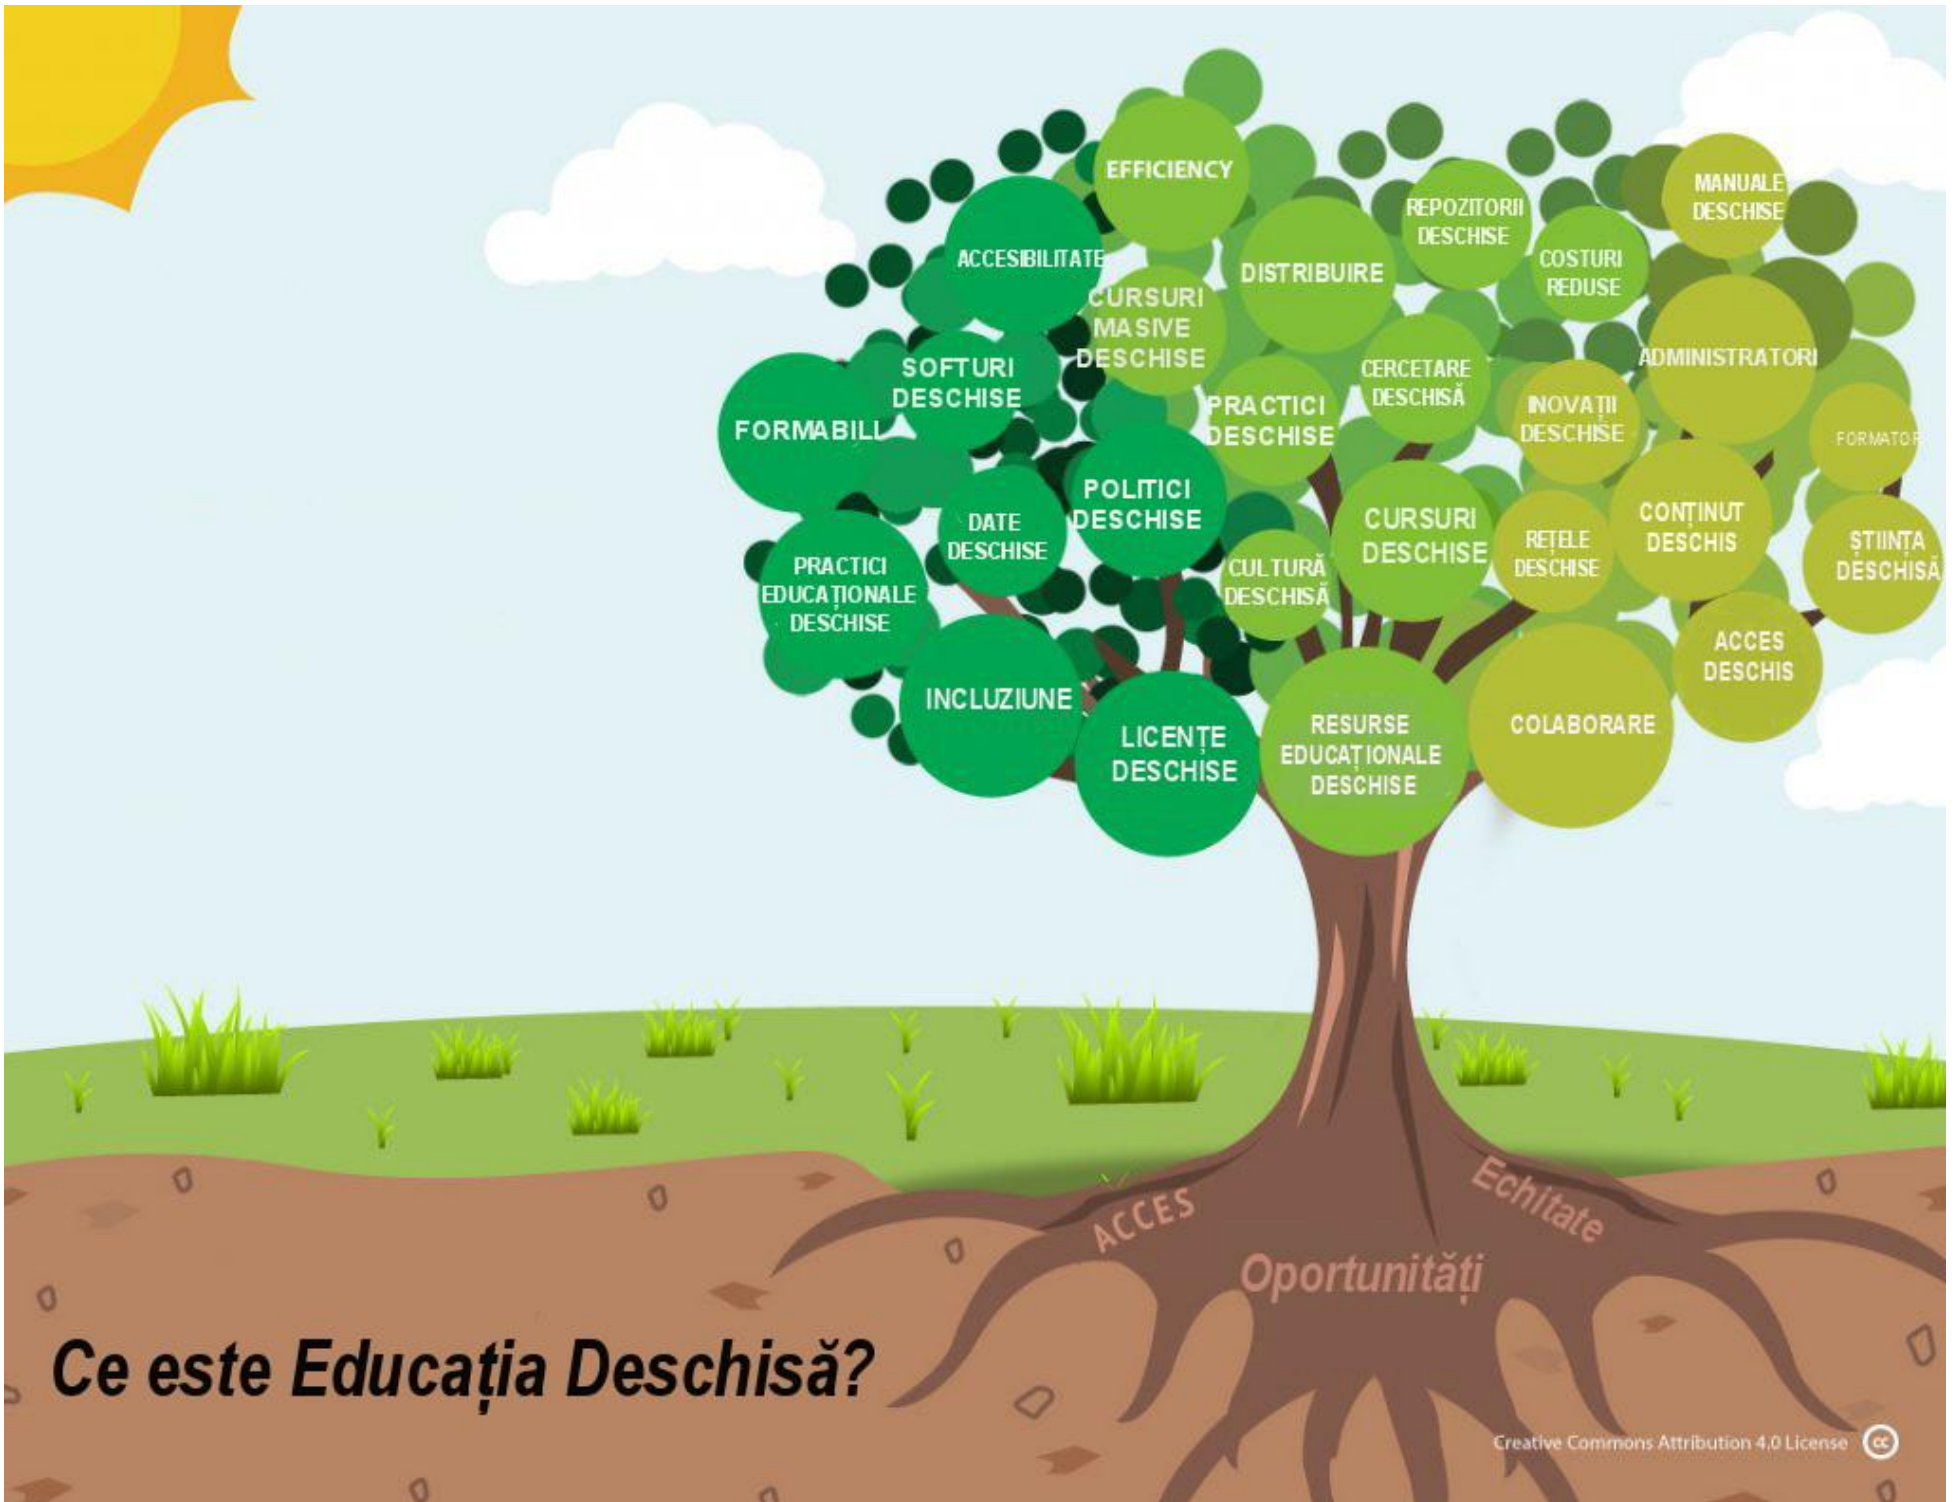 EFFICIENCY
MANUALE
DESCHISE
REPOZITORII
DESCHISE
ACCESIBILITATE
DISTRIBUIRE
COSTURI
REDUSE
CURSURI
MASIVE
DESCHISE
SOFTURI
DESCHISE
CERCETARE
DESCHISĂ
ADMINISTRATORI
FORMABILI
PRACTICI
DESCHISE
INOVAȚII
DESCHISE
FORMATOR
POLITICI
DESCHISE
DATE
DESCHISE
CURSURI
DESCHISE
REȚELE
DESCHISE
CONȚINUT
DESCHIS
ȘTIINȚA
DESCHISĂ
PRACTICI
EDUCAȚIONALE
DESCHISE
CULTURĂ
DESCHISĂ
ACCES
DESCHIS
INCLUZIUNE
LICENȚE
DESCHISE
RESURSE
EDUCAȚIONALE
DESCHISE
COLABORARE
ACCES
Echitate
Oportunități
Ce este Educația Deschisă?
Creative Commons Attribution 4.0 License
cc